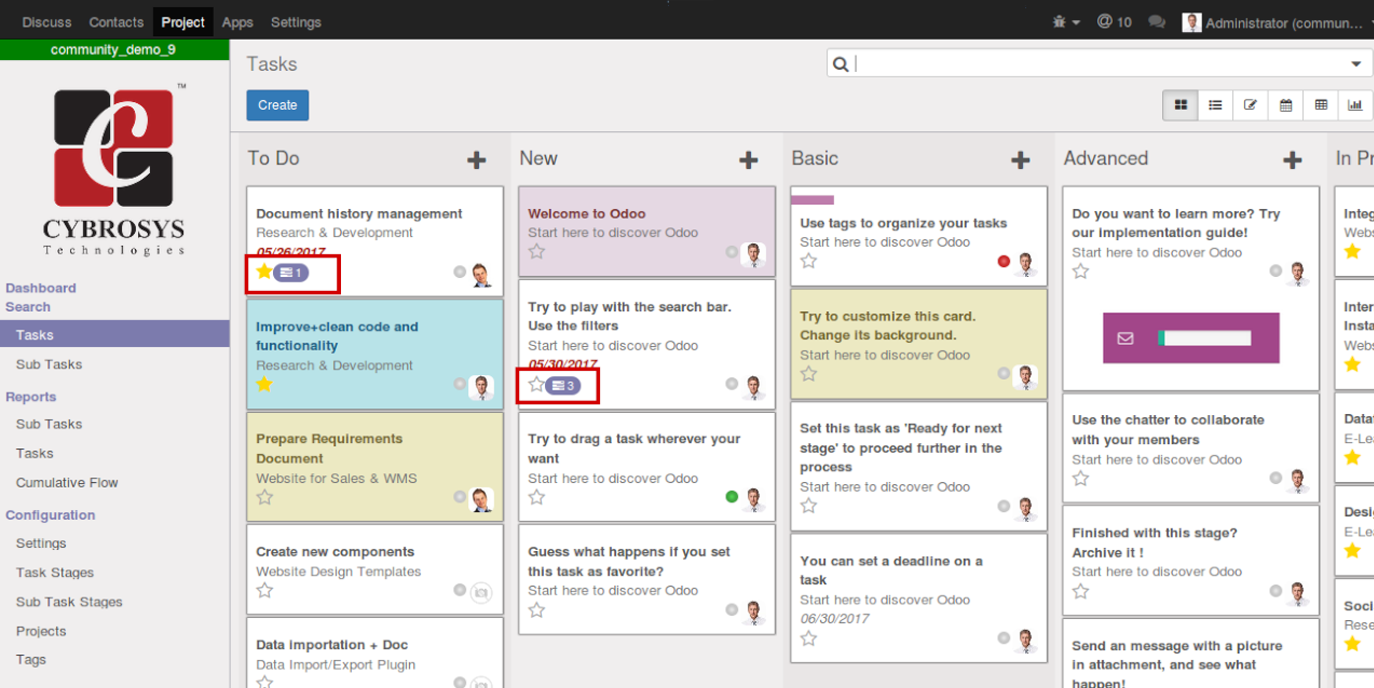 Discuss Contacts Project Apps Settings
10 Administrator (commun...
community_demo_9
TM
CYBROSYS
Technologies
Dashboard
Search
Tasks
Sub Tasks
Reports
Sub Tasks
Tasks
Cumulative Flow
Configuration
Settings
Task Stages
Sub Task Stages
Projects
Tags
Tasks
Create
To Do
Document history management
Research & Development
05/26/2017
1
Improve+clean code and
functionality
Research & Development
Prepare Requirements
Document
Website for Sales & WMS
Create new components
Website Design Templates
Data importation + Doc
Data Import/Export Plugin
New
Welcome to Odoo
Start here to discover Odoo
Try to play with the search bar.
Use the filters
Start here to discover Odoo
05/30/2017
3
Try to drag a task wherever your
want
Start here to discover Odoo
Guess what happens if you set
this task as favorite?
Start here to discover Odoo
Basic
Use tags to organize your tasks
Start here to discover Odoo
Try to customize this card.
Change its background.
Start here to discover Odoo
Set this task as 'Ready for next
stage' to proceed further in the
process
Start here to discover Odoo
You can set a deadline on a
task
Start here to discover Odoo
06/30/2017
Advanced
Do you want to learn more? Try
our implementation guide!
Start here to discover Odoo
Use the chatter to collaborate
with your members
Start here to discover Odoo
Finished with this stage?
Archive it !
Start here to discover Odoo
Send an message with a picture
in attachment, and see what
happen!
In Pr
Integ
Webs
Inter
Insta
Webs
Data
E-Lea
Desig
E-Lea
Soci
Rese